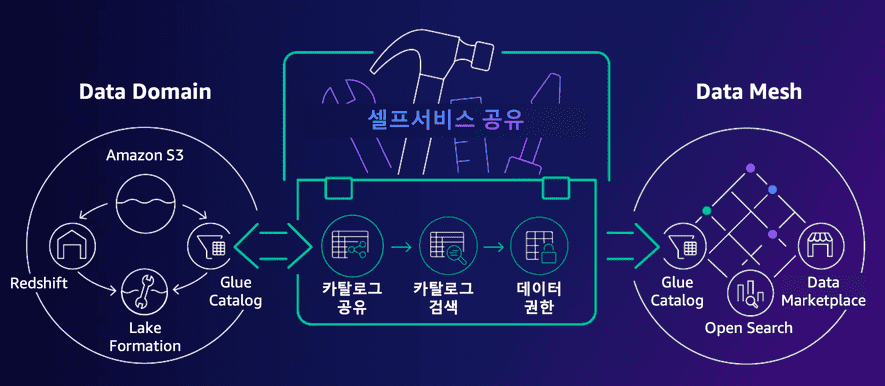 Data Domain
Amazon S3
Redshift
Glue
Catalog
Lake
Formation
셀프서비스 공유
카탈로그
공유
카탈로그
검색
데이터
권한
Data Mesh
Glue
Catalog
Open Search
Data
Marketplace